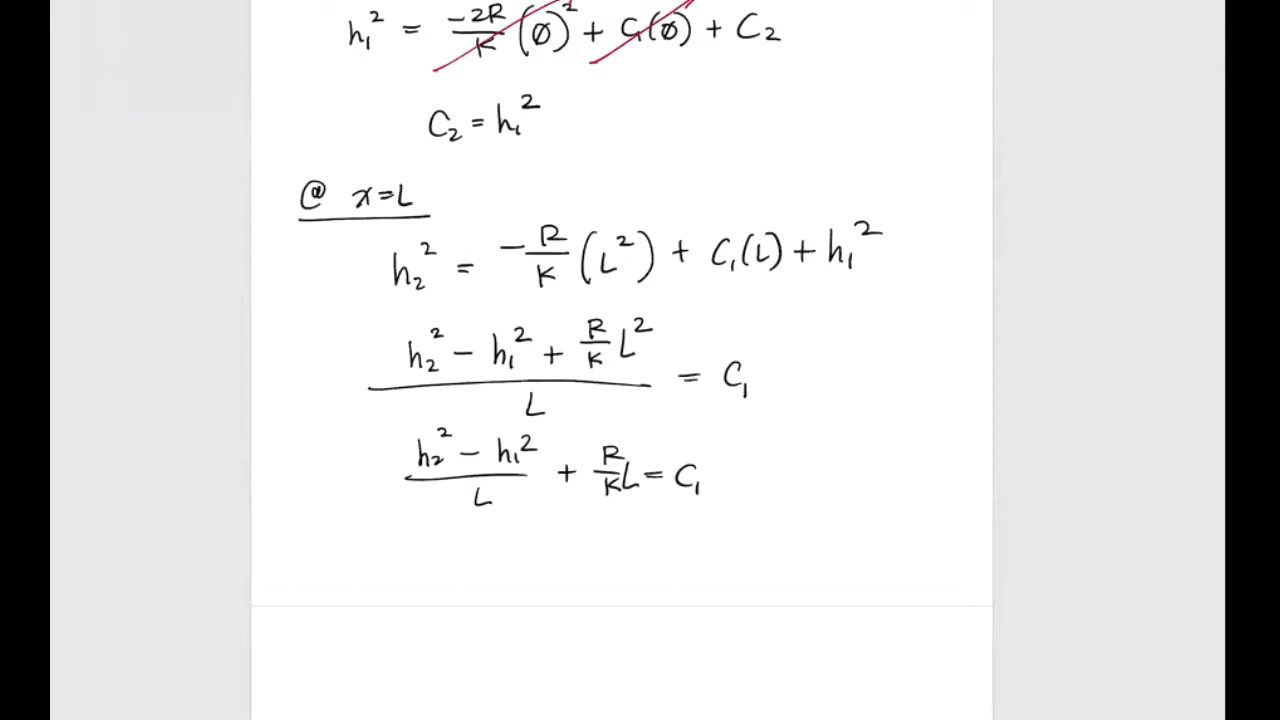 h₁² = -2R/K (0)² + C₁(0) + C₂
C₂ = h₁²
@ x=L
h₂² = -R/K (L²) + C₁(L) + h₁²
(h₂² - h₁² + R/K L²)/L = C₁
(h₂² - h₁²)/L + R/K L = C₁